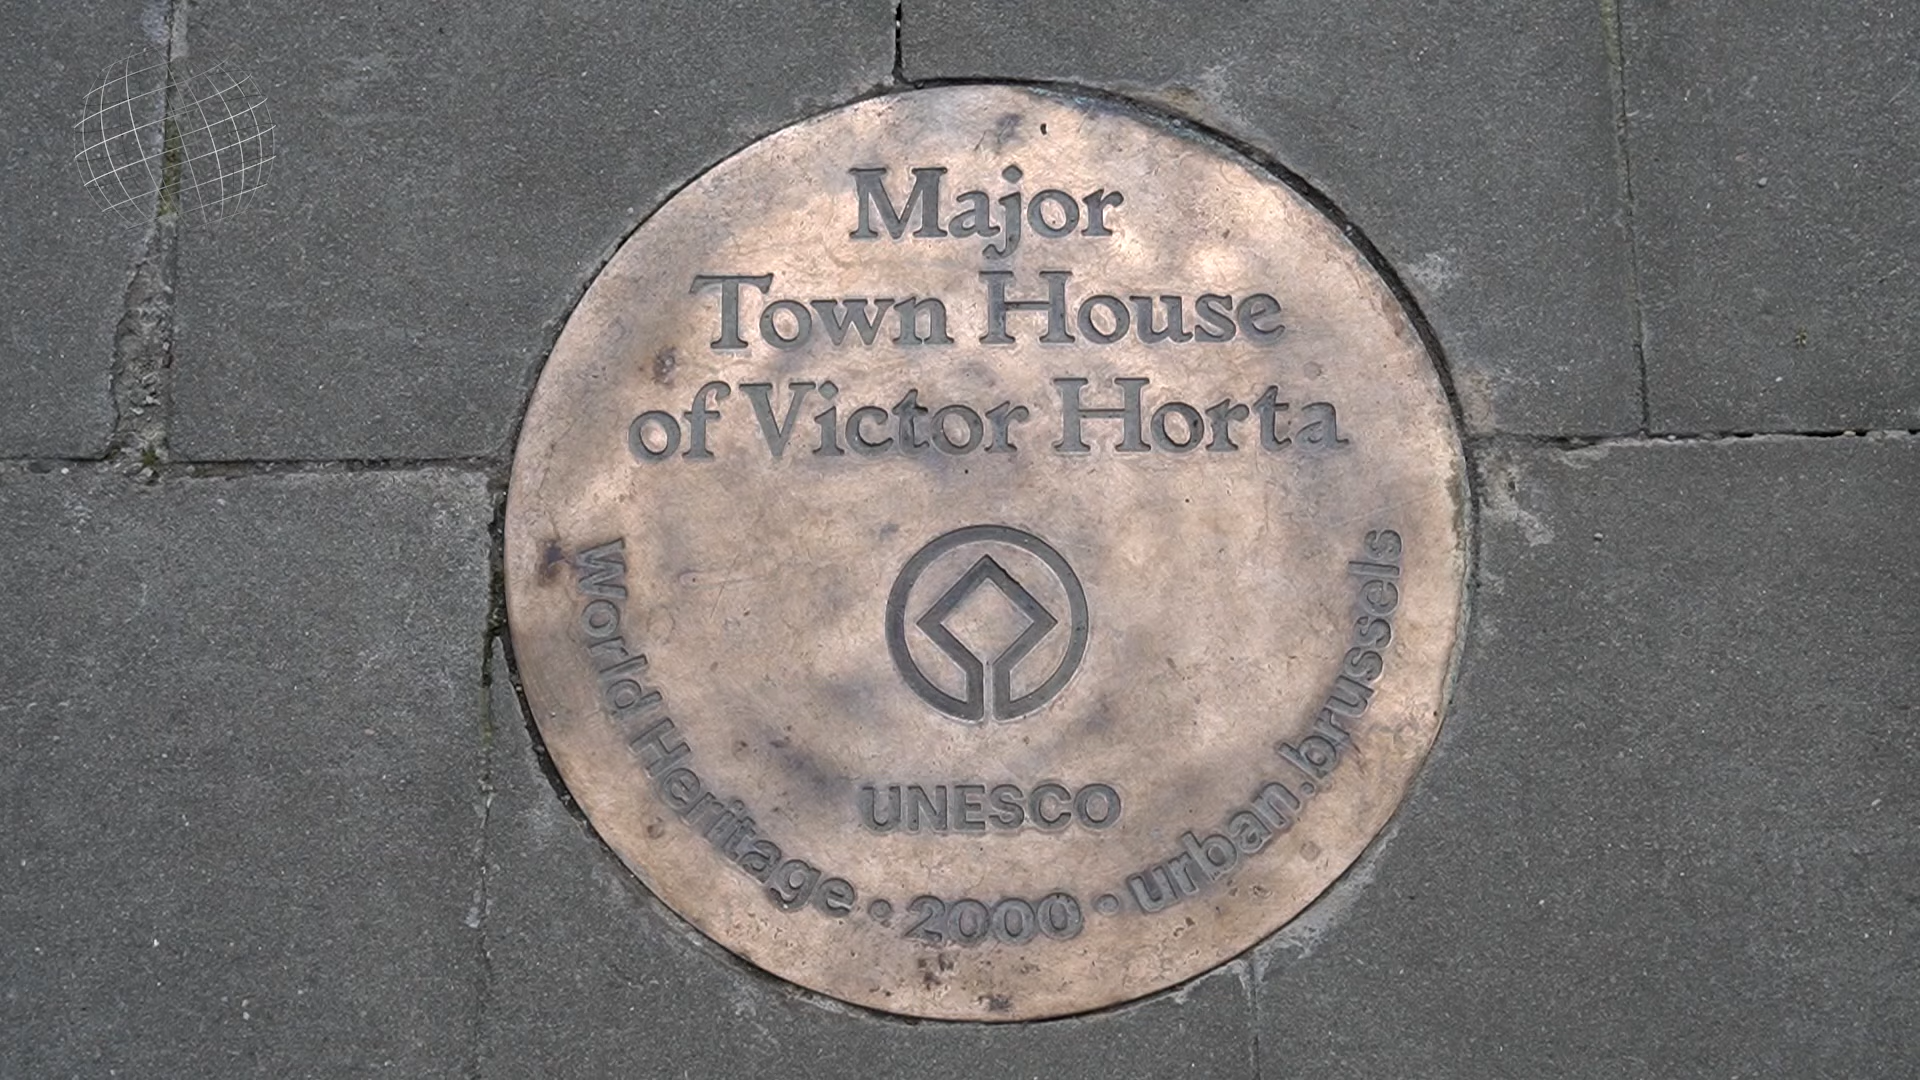 Major
Town House
of Victor Horta
UNESCO
World Heritage • 2000 • urban.brussels